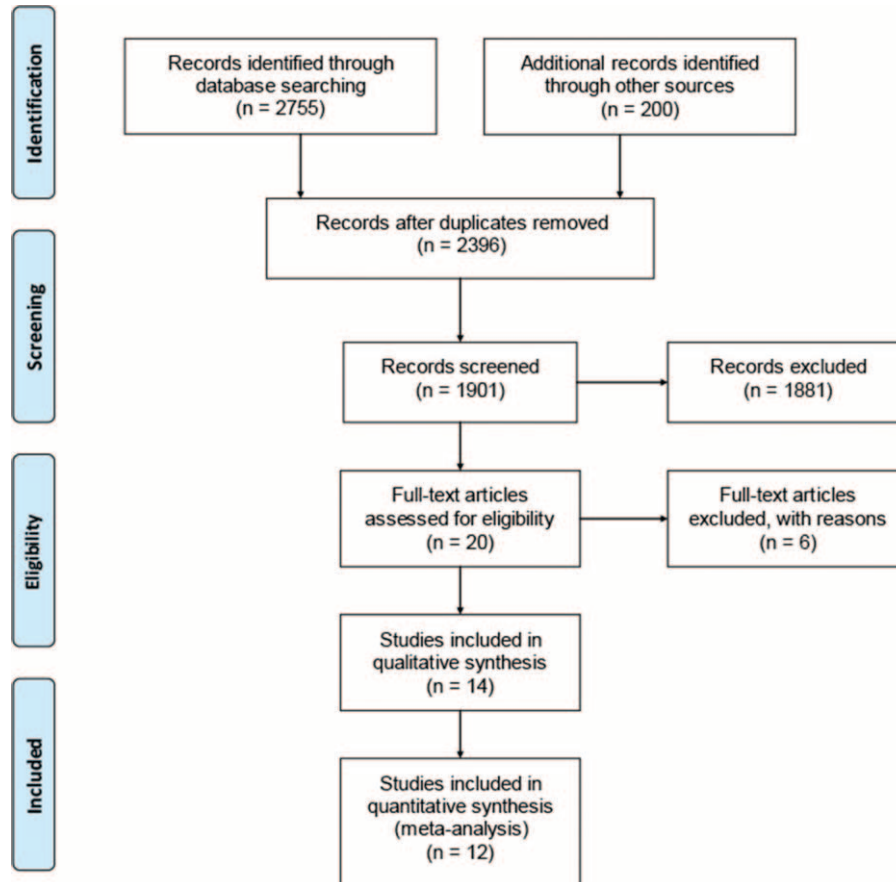 Identification
Records identified through
database searching
(n = 2755)
Additional records identified
through other sources
(n = 200)
Records after duplicates removed
(n = 2396)
Screening
Records screened
(n = 1901)
Records excluded
(n = 1881)
Eligibility
Full-text articles
assessed for eligibility
(n = 20)
Full-text articles
excluded, with reasons
(n = 6)
Studies included in
qualitative synthesis
(n = 14)
Included
Studies included in
quantitative synthesis
(meta-analysis)
(n = 12)